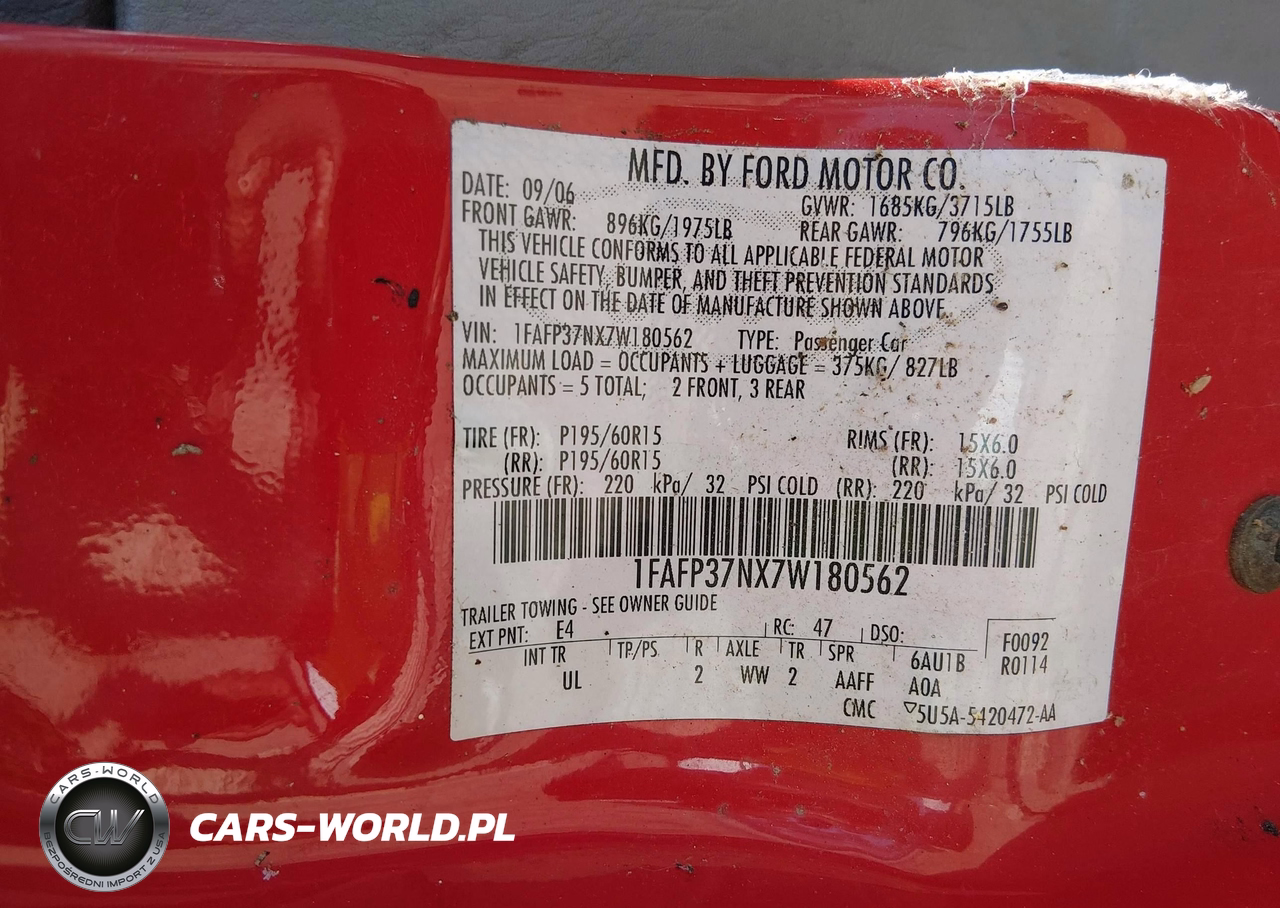 MFD. BY FORD MOTOR CO.
DATE: 09/06 GVWR: 1685KG/3715LB
FRONT GAWR: 896KG/1975LB REAR GAWR: 796KG/1755LB
THIS VEHICLE CONFORMS TO ALL APPLICABLE FEDERAL MOTOR
VEHICLE SAFETY, BUMPER, AND THEFT PREVENTION STANDARDS
IN EFFECT ON THE DATE OF MANUFACTURE SHOWN ABOVE.
VIN: 1FAFP37NX7W180562 TYPE: Passenger Car
MAXIMUM LOAD = OCCUPANTS + LUGGAGE = 375KG/ 827LB
OCCUPANTS = 5 TOTAL; 2 FRONT, 3 REAR
TIRE (FR): P195/60R15 RIMS (FR): 15X6.0
(RR): P195/60R15 (RR): 15X6.0
PRESSURE (FR): 220 kPa/ 32 PSI COLD (RR): 220 kPa/ 32 PSI COLD
1FAFP37NX7W180562
TRAILER TOWING - SEE OWNER GUIDE
EXT PNT: E4 RC: 47 DSO: F0092
INT TR TP/PS R AXLE TR SPR 6AU1B R0114
UL 2 WW 2 AAFF A0A
CMC ▽5U5A-5420472-AA
CARS-WORLD
CW
BEZPOŚREDNI IMPORT Z USA
CARS-WORLD.PL